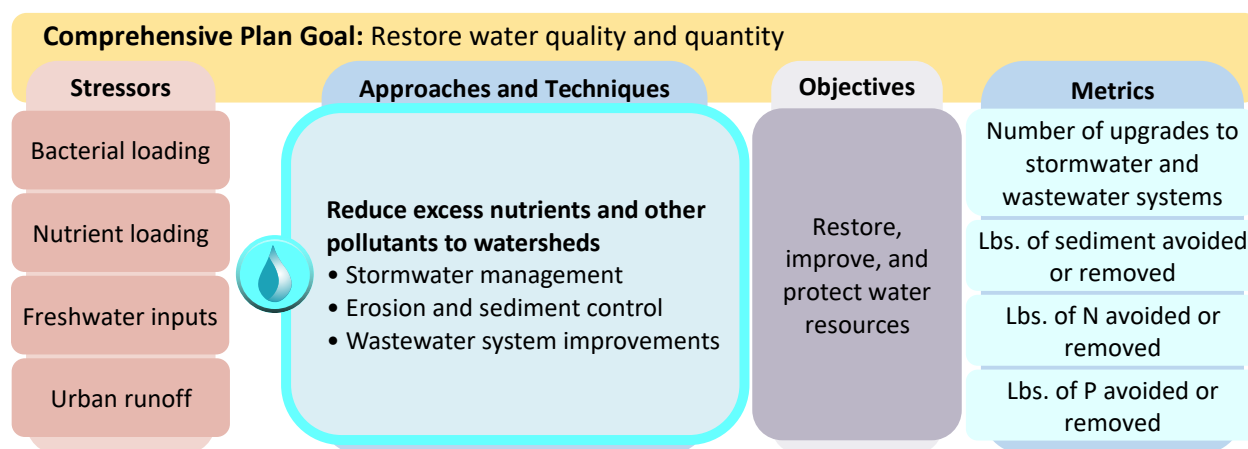 Comprehensive Plan Goal: Restore water quality and quantity
Stressors
Bacterial loading
Nutrient loading
Freshwater inputs
Urban runoff
Approaches and Techniques
Reduce excess nutrients and other
pollutants to watersheds
• Stormwater management
• Erosion and sediment control
• Wastewater system improvements
Objectives
Restore,
improve, and
protect water
resources
Metrics
Number of upgrades to
stormwater and
wastewater systems
Lbs. of sediment avoided
or removed
Lbs. of N avoided or
removed
Lbs. of P avoided or
removed